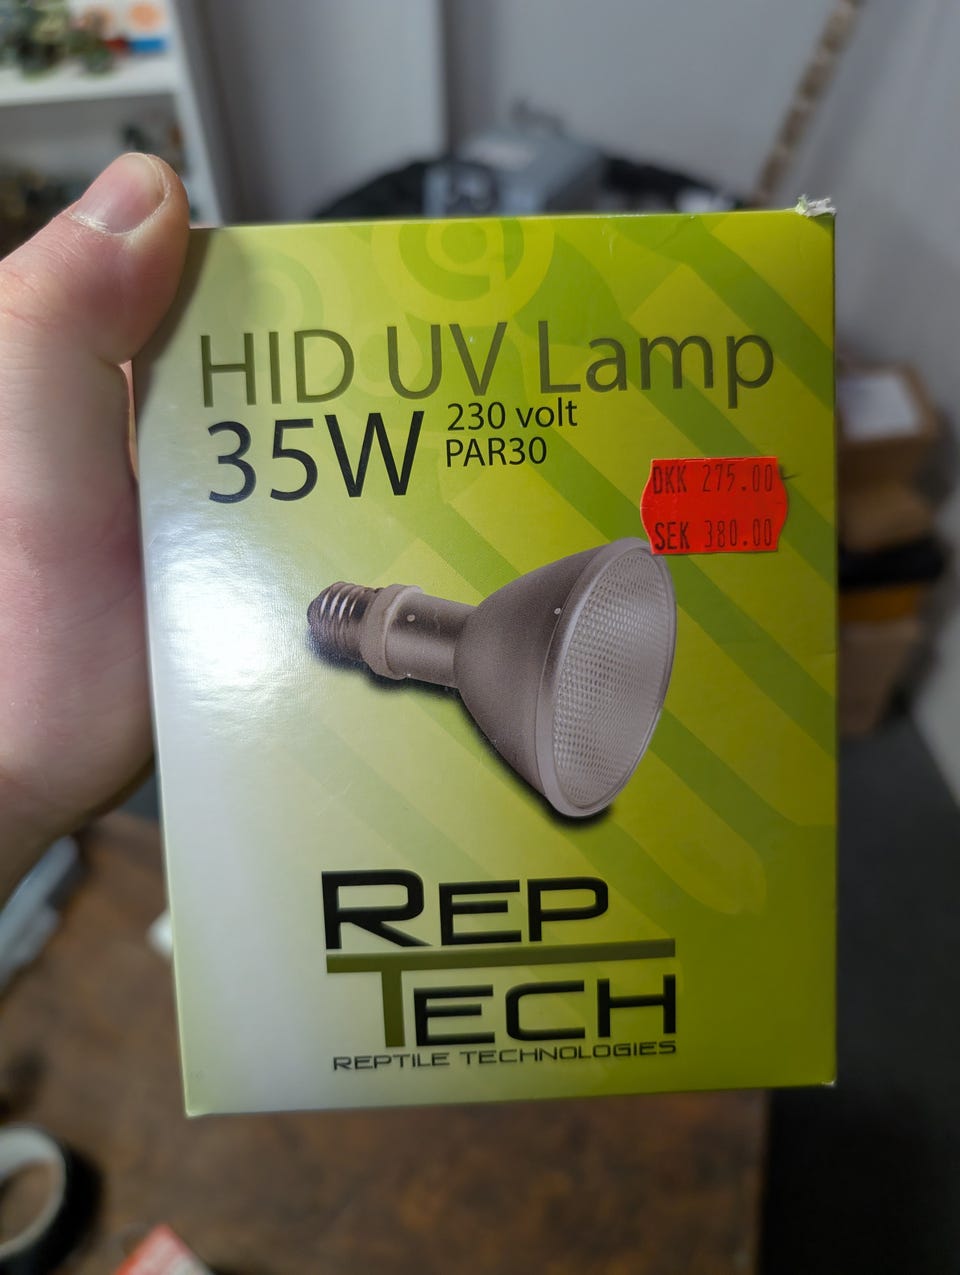 HID UV Lamp
35W
230 volt
PAR30
DKK 275.00
SEK 380.00
REP
TECH
REPTILE TECHNOLOGIES